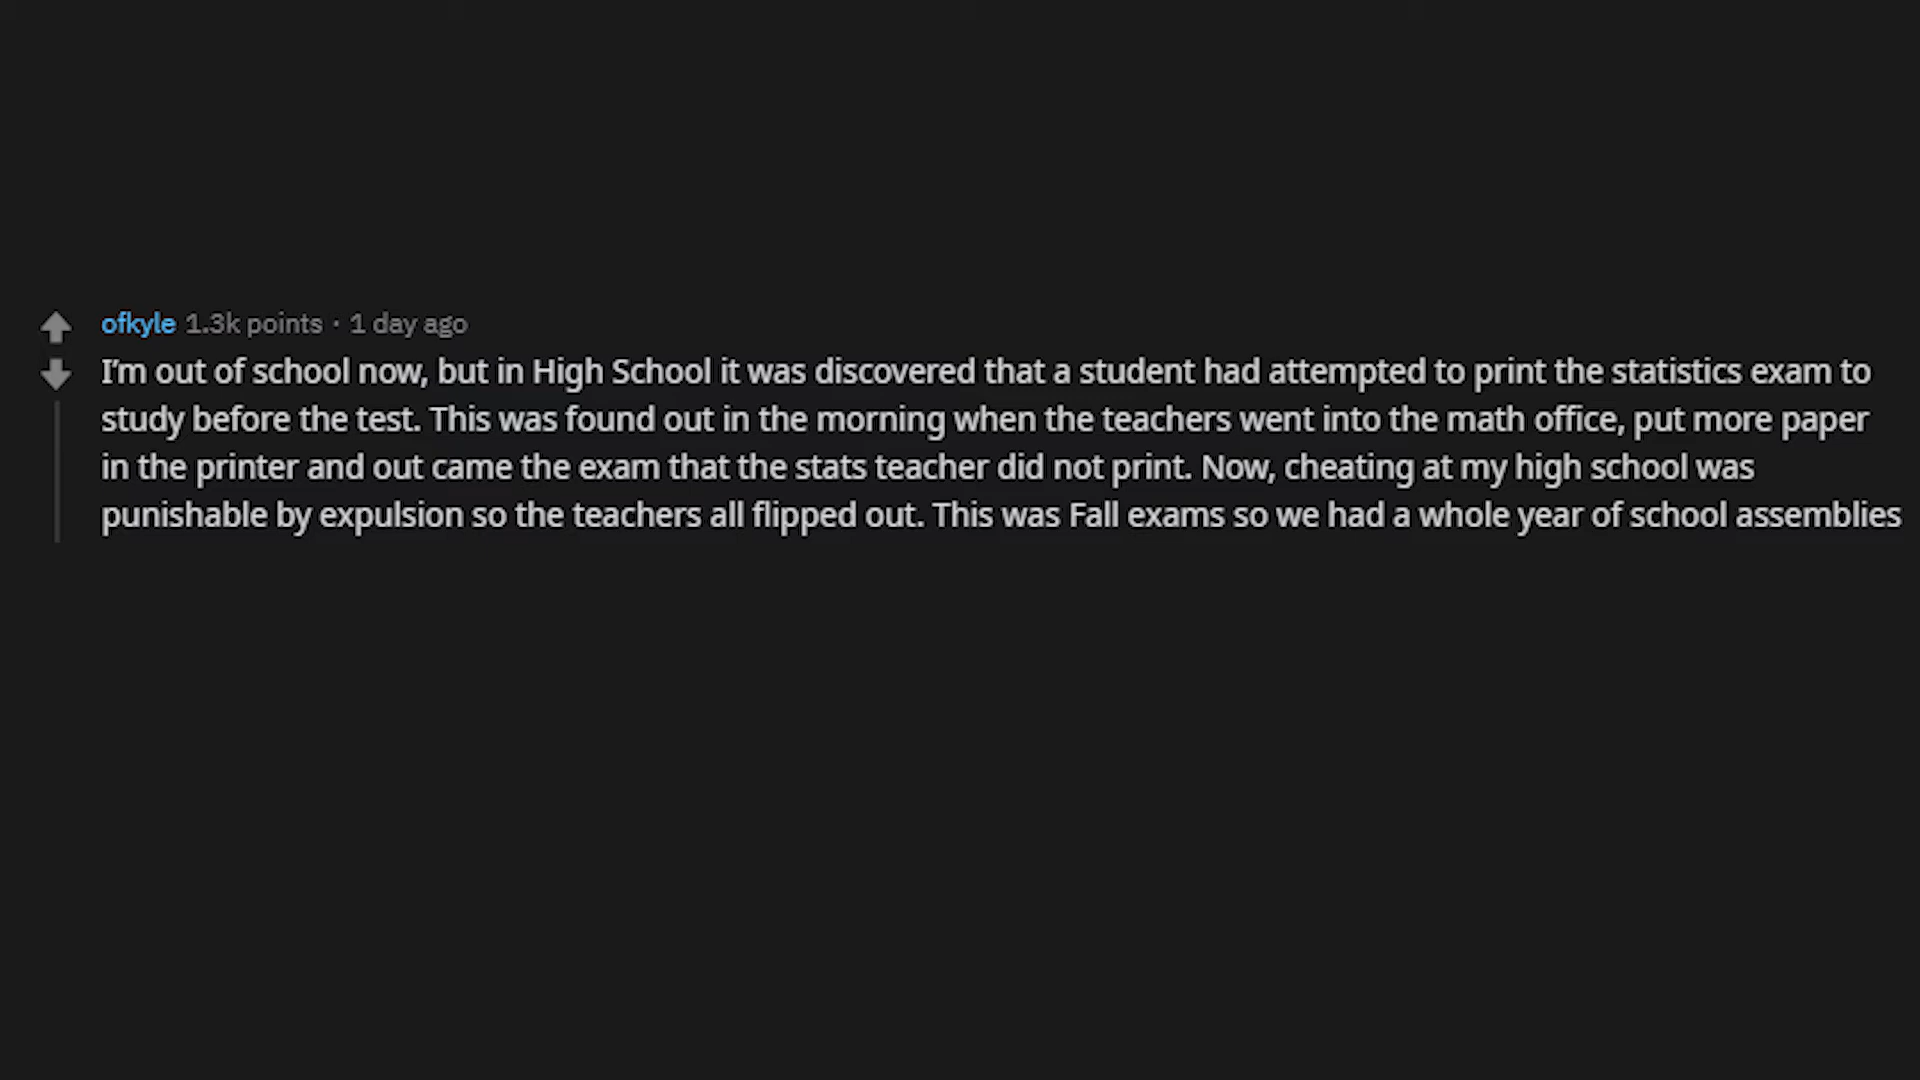 ofkyle 1.3k points · 1 day ago
I'm out of school now, but in High School it was discovered that a student had attempted to print the statistics exam to
study before the test. This was found out in the morning when the teachers went into the math office, put more paper
in the printer and out came the exam that the stats teacher did not print. Now, cheating at my high school was
punishable by expulsion so the teachers all flipped out. This was Fall exams so we had a whole year of school assemblies